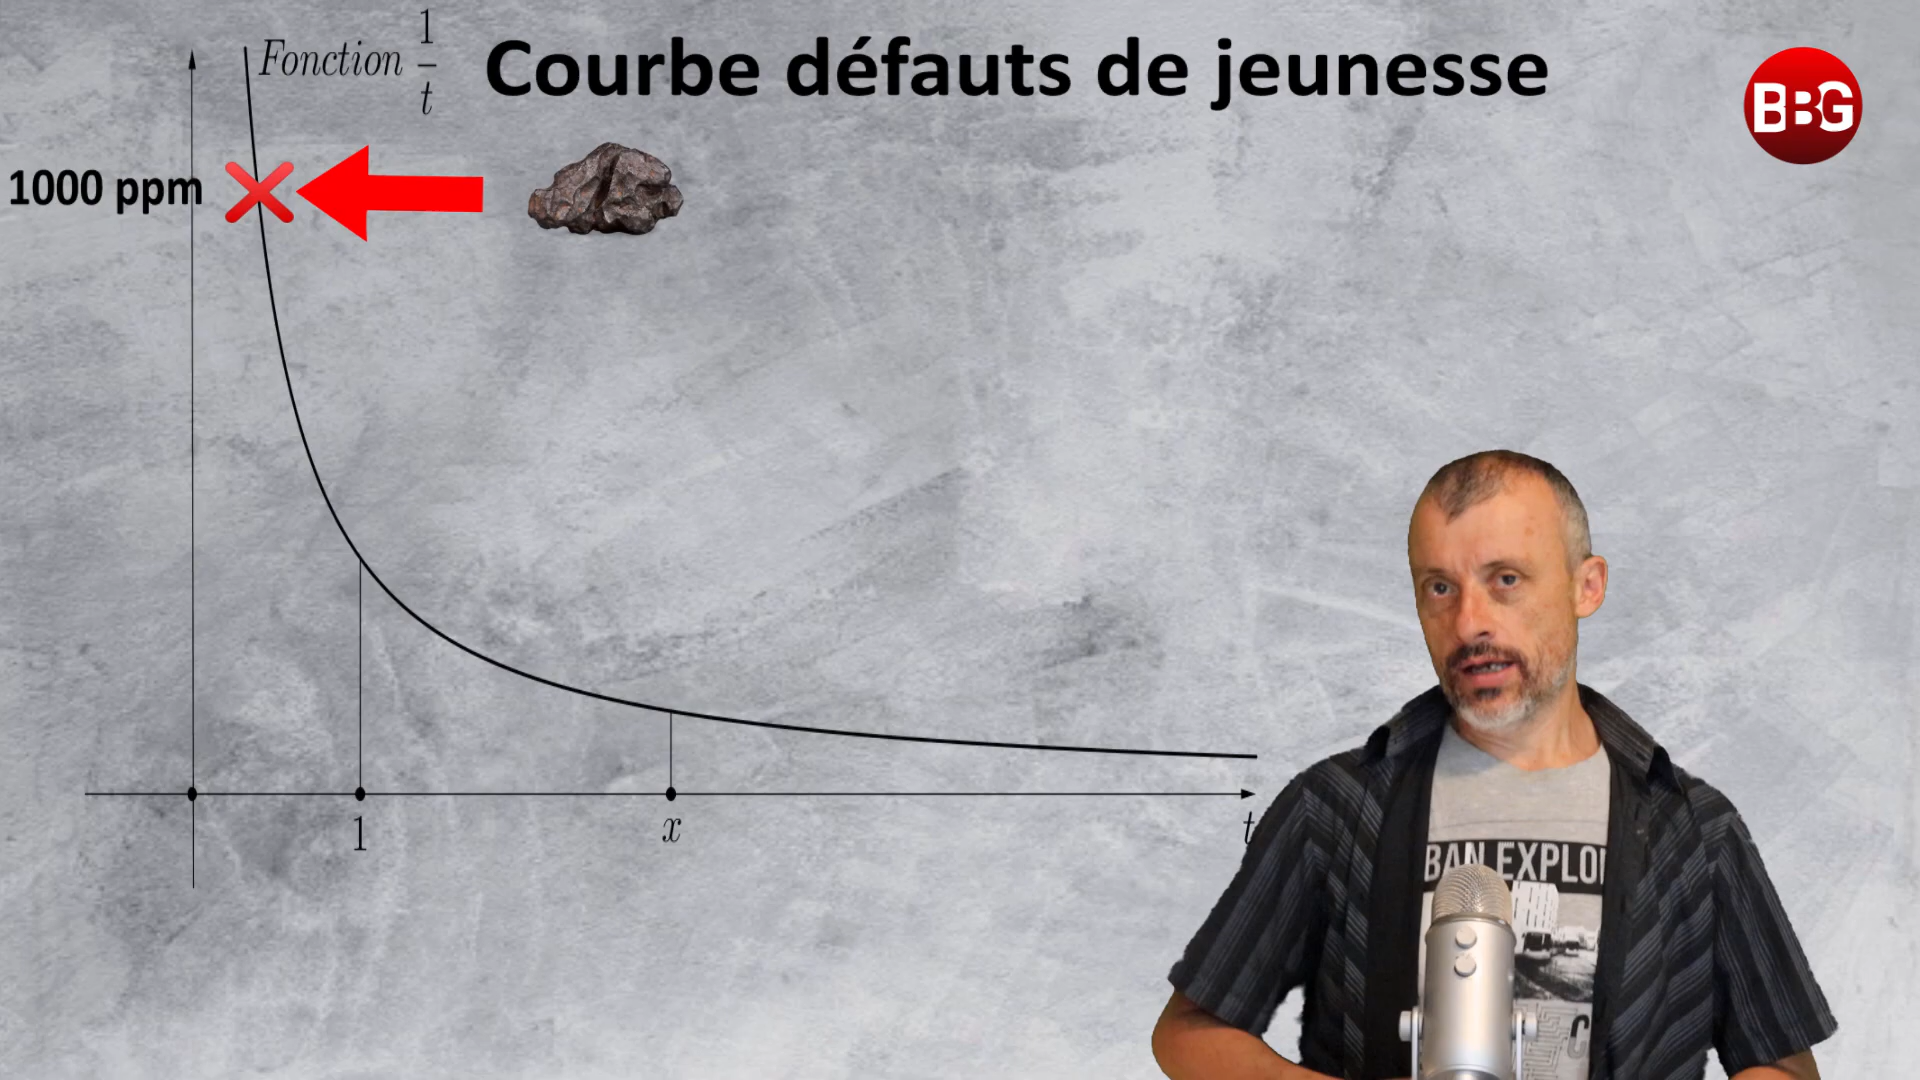 Fonction 1/t
Courbe défauts de jeunesse
BBG
1000 ppm
1
x
t
BAN EXPLO
C